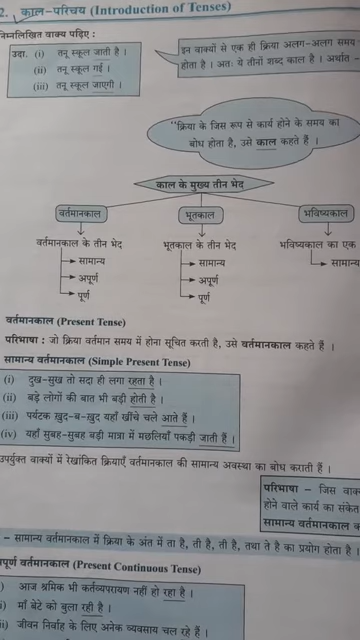 2. काल-परिचय (Introduction of Tenses)
निम्नलिखित वाक्य पढ़िए :
उदा. (i) तनू स्कूल जाती है ।
(ii) तनू स्कूल गई ।
(iii) तनू स्कूल जाएगी ।
इन वाक्यों से एक ही क्रिया अलग-अलग समय
होता है । अतः ये तीनों शब्द काल है । अर्थात -
"क्रिया के जिस रूप से कार्य होने के समय का
बोध होता है, उसे काल कहते हैं ।
काल के मुख्य तीन भेद
वर्तमानकाल भूतकाल भविष्यकाल
वर्तमानकाल के तीन भेद भूतकाल के तीन भेद भविष्यकाल का एक
सामान्य सामान्य सामान्य
अपूर्ण अपूर्ण
पूर्ण पूर्ण
वर्तमानकाल (Present Tense)
परिभाषा : जो क्रिया वर्तमान समय में होना सूचित करती है, उसे वर्तमानकाल कहते हैं ।
सामान्य वर्तमानकाल (Simple Present Tense)
(i) दुख-सुख तो सदा ही लगा रहता है ।
(ii) बड़े लोगों की बात भी बड़ी होती है ।
(iii) पर्यटक ख़ुद-ब-ख़ुद यहाँ खींचे चले आते हैं ।
(iv) यहाँ सुबह-सुबह बड़ी मात्रा में मछलियाँ पकड़ी जाती हैं ।
उपर्युक्त वाक्यों में रेखांकित क्रियाएँ वर्तमानकाल की सामान्य अवस्था का बोध कराती हैं ।
परिभाषा - जिस
होने वाले कार्य का संकेत
सामान्य वर्तमानकाल
- सामान्य वर्तमानकाल में क्रिया के अंत में ता है, ती है, ती है, तथा ते है का प्रयोग होता है ।
अपूर्ण वर्तमानकाल (Present Continuous Tense)
आज श्रमिक भी कर्तव्यपरायण नहीं हो रहा है ।
माँ बेटे को बुला रही है ।
जीवन निर्वाह के लिए अनेक व्यवसाय चल रहे हैं ।